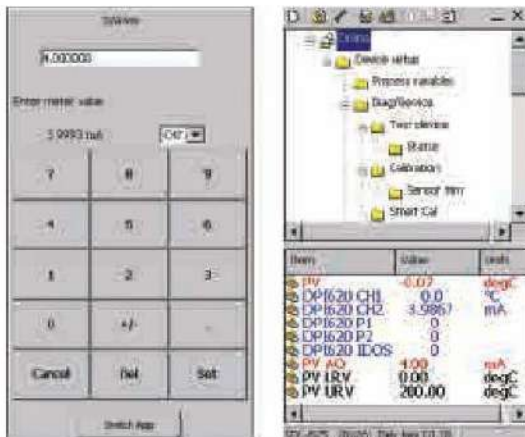 4.000000
Enter meter value
3.9993 mA
CH2
7 8 9
4 5 6
1 2 3
0 +/- .
Cancel Del Set
Switch App
Online
Device setup
Process variables
Diag/Service
Test device
Status
Calibration
Sensor trim
Smart Cal
Item Value Units
PV -0.07 degC
DPI620 CH1 0.0 °C
DPI620 CH2 3.9867 mA
DPI620 P1 0
DPI620 P2 0
DPI620 IDOS 0
PV AO 4.00 mA
PV LRV 0.00 degC
PV URV 200.00 degC